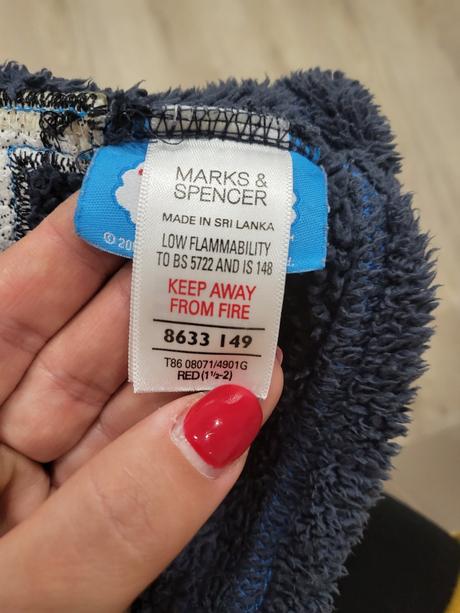 MARKS &
SPENCER
MADE IN SRI LANKA
LOW FLAMMABILITY
TO BS 5722 AND IS 148
KEEP AWAY
FROM FIRE
8633 149
T86 08071/4901G
RED (1½-2)
© 20